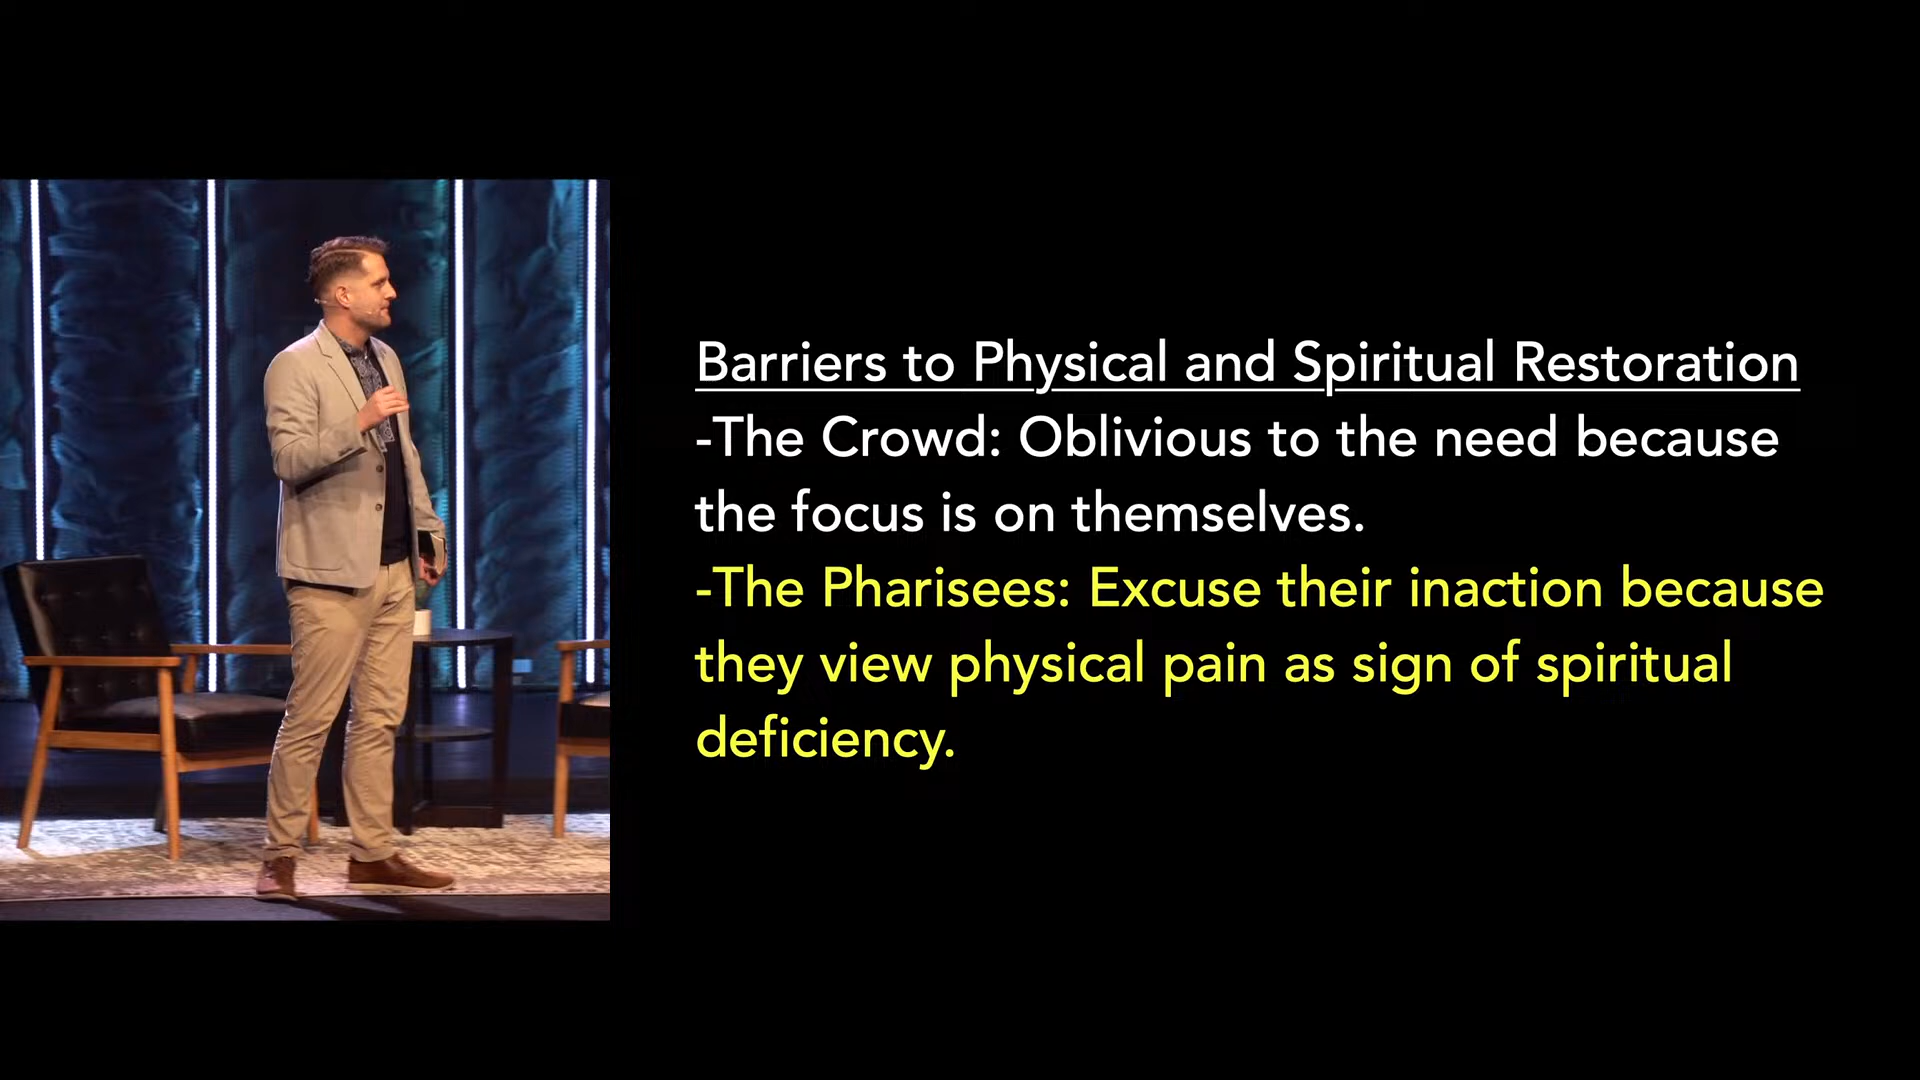 Barriers to Physical and Spiritual Restoration
-The Crowd: Oblivious to the need because
the focus is on themselves.
-The Pharisees: Excuse their inaction because
they view physical pain as sign of spiritual
deficiency.